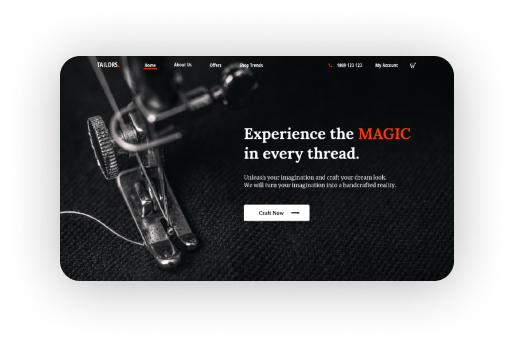 TAILORS.
Home
About Us
Offers
Shop Trends
1800 123 123
My Account
Experience the MAGIC
in every thread.
Unleash your imagination and craft your dream look.
We will turn your imagination into a handcrafted reality.
Craft Now